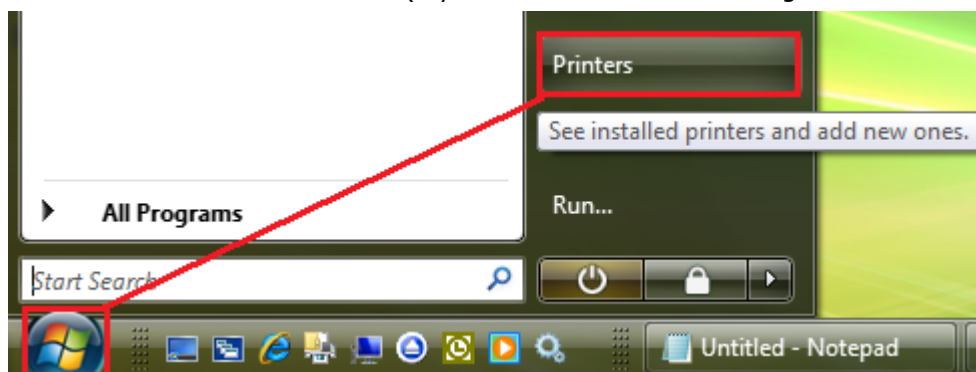 Printers
See installed printers and add new ones.
All Programs
Run...
Start Search
Untitled - Notepad